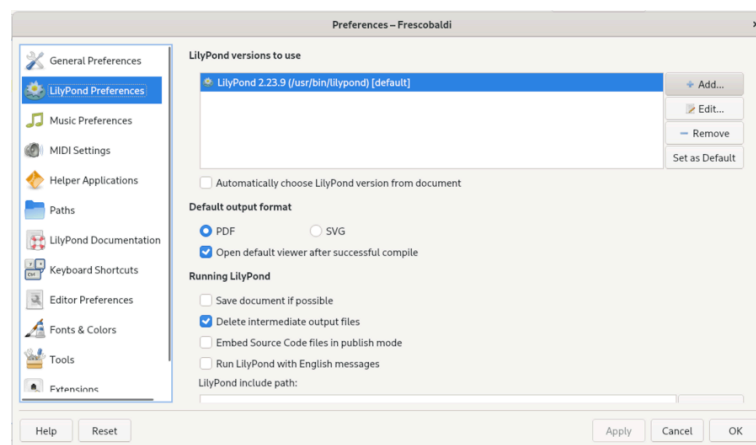 Preferences – Frescobaldi
General Preferences
LilyPond Preferences
Music Preferences
MIDI Settings
Helper Applications
Paths
LilyPond Documentation
Keyboard Shortcuts
Editor Preferences
Fonts & Colors
Tools
Extensions
LilyPond versions to use
LilyPond 2.23.9 (/usr/bin/lilypond) [default]
Add...
Edit...
Remove
Set as Default
Automatically choose LilyPond version from document
Default output format
PDF
SVG
Open default viewer after successful compile
Running LilyPond
Save document if possible
Delete intermediate output files
Embed Source Code files in publish mode
Run LilyPond with English messages
LilyPond include path:
Help
Reset
Apply
Cancel
OK